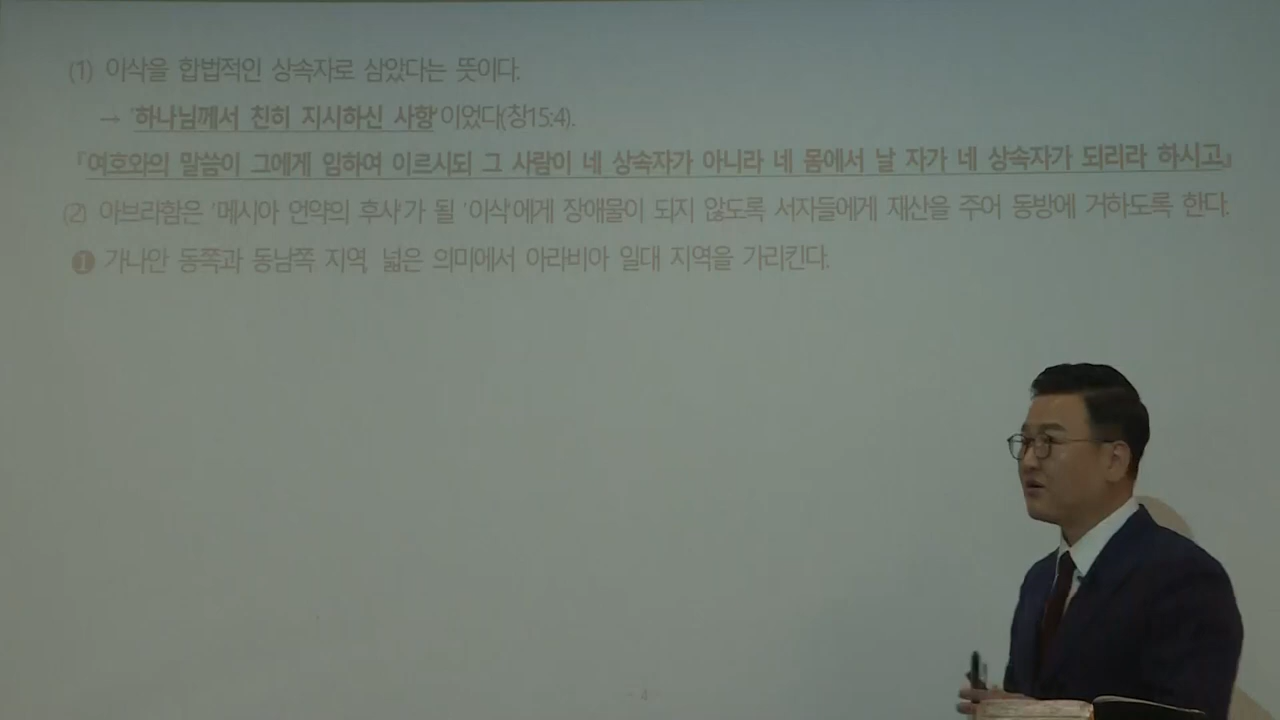 (1) 이삭을 합법적인 상속자로 삼았다는 뜻이다.
→ '하나님께서 친히 지시하신 사항'이었다(창15:4).
『여호와의 말씀이 그에게 임하여 이르시되 그 사람이 네 상속자가 아니라 네 몸에서 날 자가 네 상속자가 되리라 하시고』
(2) 아브라함은 '메시아 언약의 후사'가 될 '이삭'에게 장애물이 되지 않도록 서자들에게 재산을 주어 동방에 거하도록 한다.
❶ 가나안 동쪽과 동남쪽 지역, 넓은 의미에서 아라비아 일대 지역을 가리킨다.
- 4